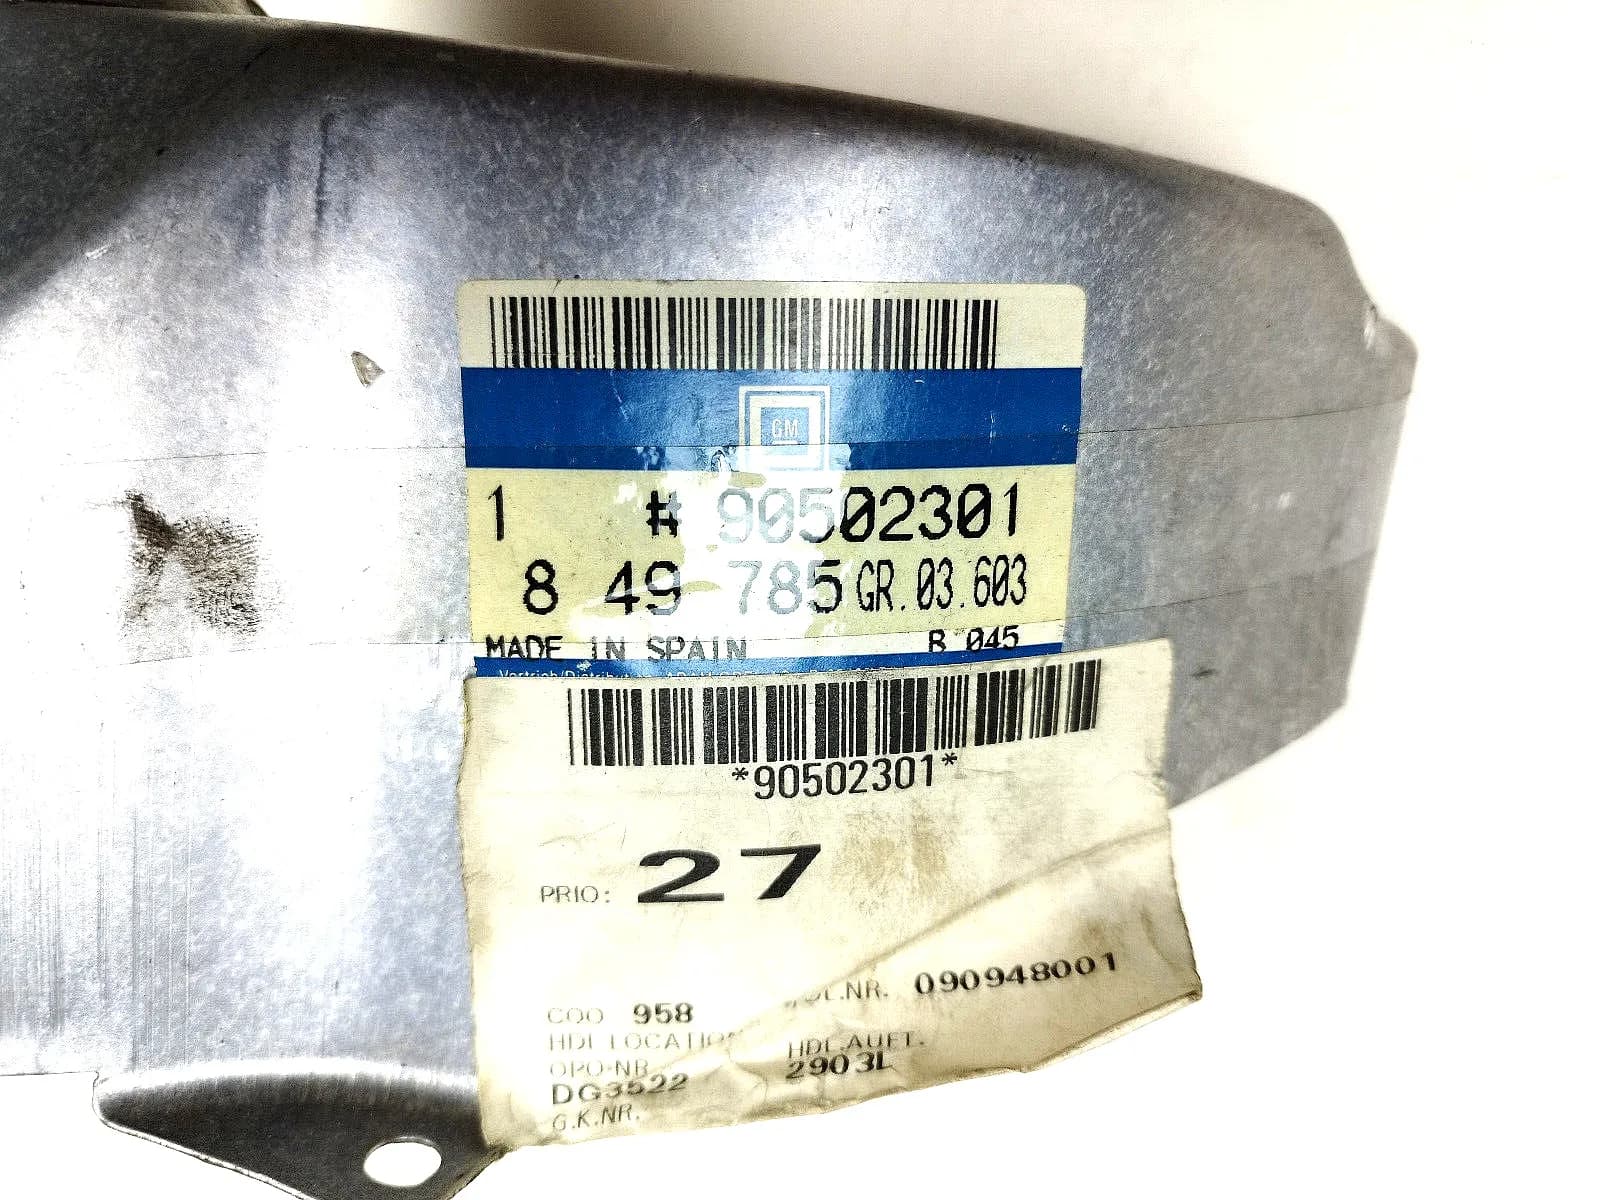 GM
1 # 90502301
8 49 785 GR.03.603
MADE IN SPAIN B 045
*90502301*
PRIO: 27
COO 958 .NR. 090948001
HDL LOCATION HDL.AUFT.
OPO-NR 2903L
DG3522
G.K.NR.